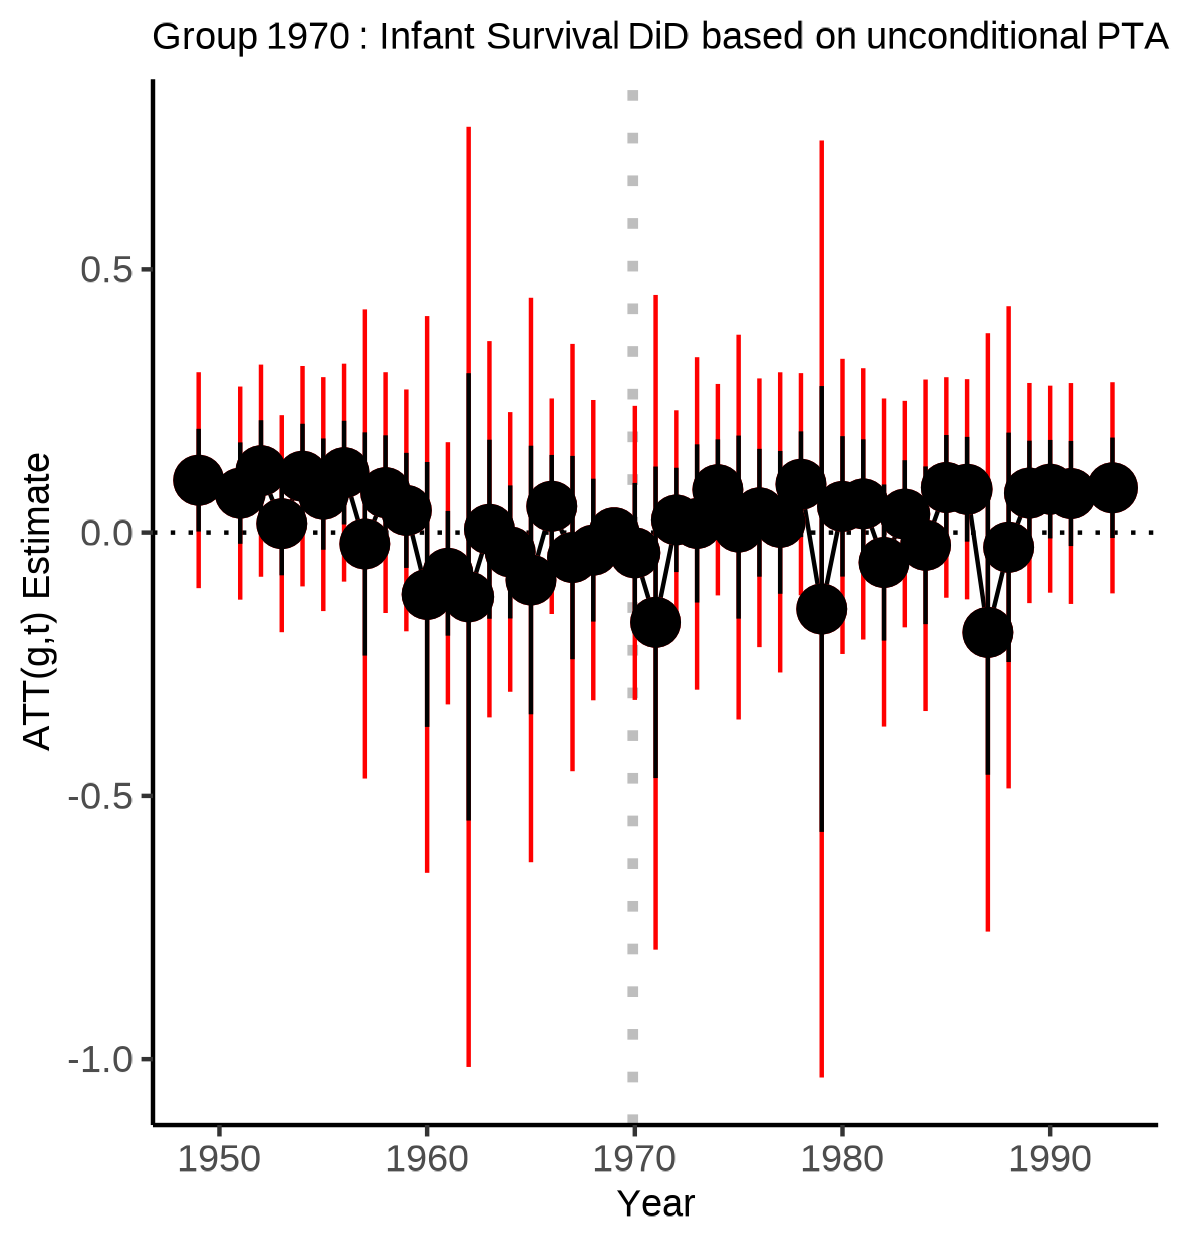 Group 1970 : Infant Survival DiD based on unconditional PTA
ATT(g,t) Estimate
0.5
0.0
-0.5
-1.0
1950 1960 1970 1980 1990
Year